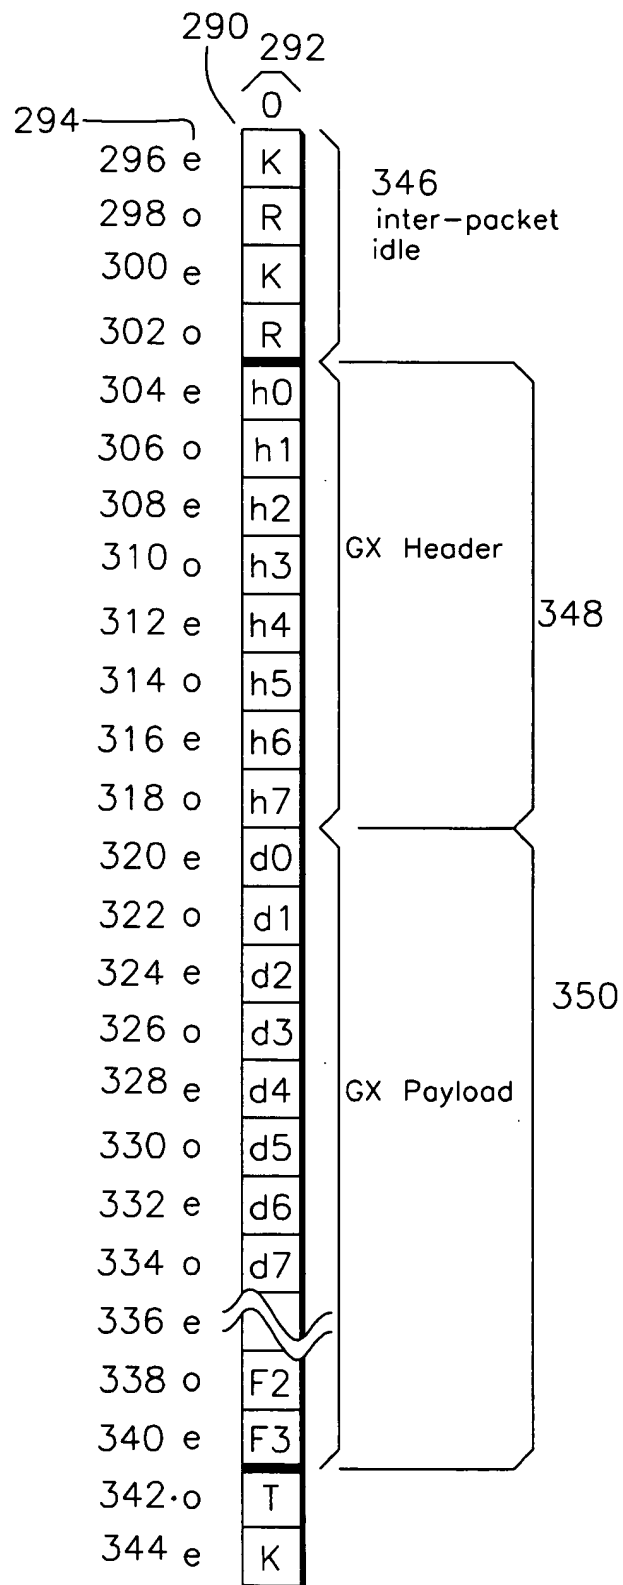 290 292
0
294
296 e K
298 o R
300 e K
302 o R
346
inter-packet
idle
304 e h0
306 o h1
308 e h2
310 o h3
312 e h4
314 o h5
316 e h6
318 o h7
GX Header
348
320 e d0
322 o d1
324 e d2
326 o d3
328 e d4
330 o d5
332 e d6
334 o d7
336 e
338 o F2
340 e F3
GX Payload
350
342 o T
344 e K